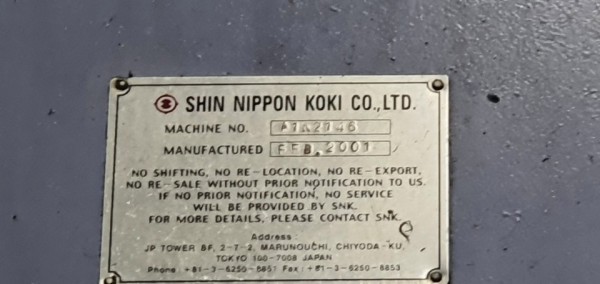 SHIN NIPPON KOKI CO.,LTD.
MACHINE NO.
MANUFACTURED FEB. 2001
NO SHIFTING, NO RE-LOCATION, NO RE-EXPORT,
NO RE-SALE WITHOUT PRIOR NOTIFICATION TO US.
IF NO PRIOR NOTIFICATION, NO SERVICE
WILL BE PROVIDED BY SNK.
FOR MORE DETAILS, PLEASE CONTACT SNK.
Address
JP TOWER 8F, 2-7-2, MARUNOUCHI, CHIYODA-KU,
TOKYO 100-7008 JAPAN
Phone +81-3-6250-8851 Fax +81-3-6250-8853